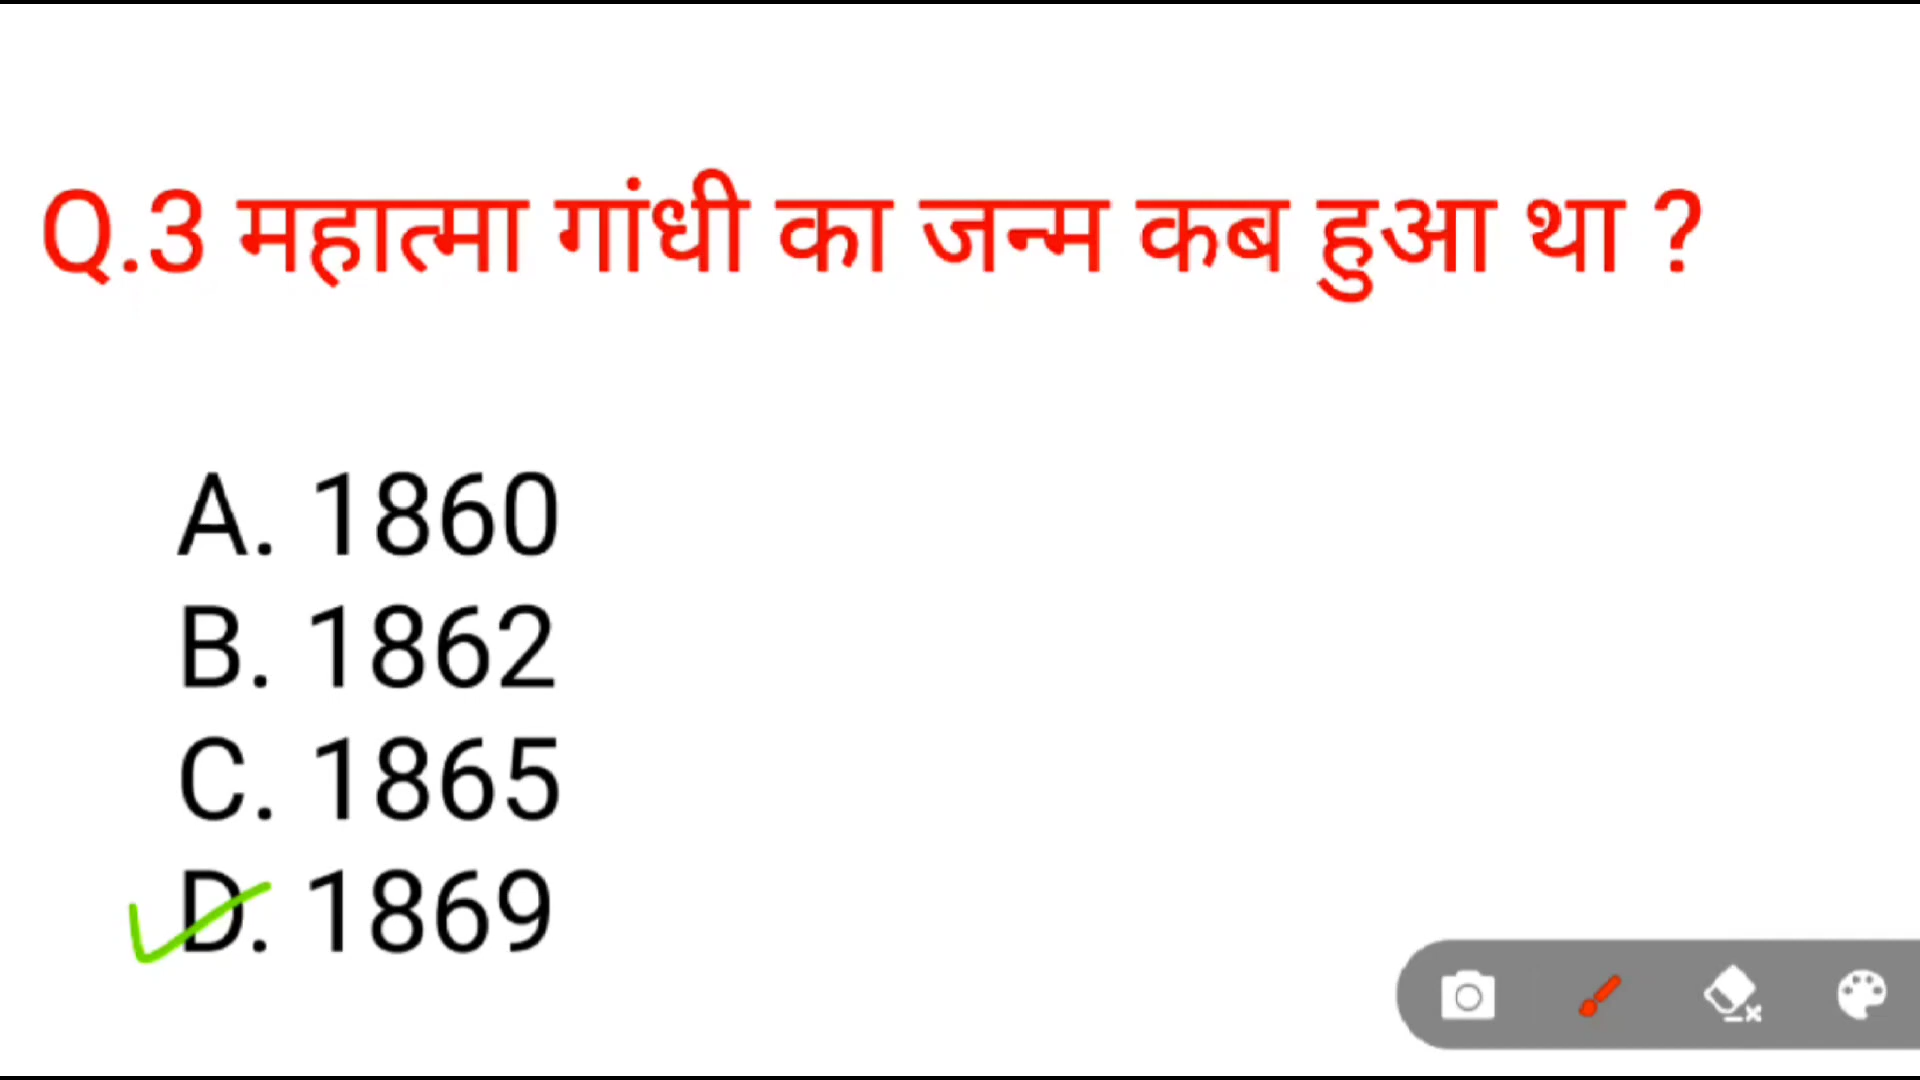 Q.3 महात्मा गांधी का जन्म कब हुआ था ?
A. 1860
B. 1862
C. 1865
D. 1869